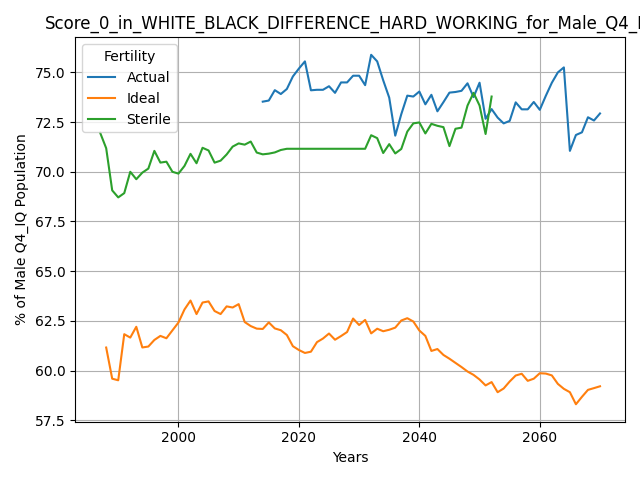 Score_0_in_WHITE_BLACK_DIFFERENCE_HARD_WORKING_for_Male_Q4_I
Fertility
Actual
Ideal
Sterile
% of Male Q4_IQ Population
75.0
72.5
70.0
67.5
65.0
62.5
60.0
57.5
2000
2020
2040
2060
Years